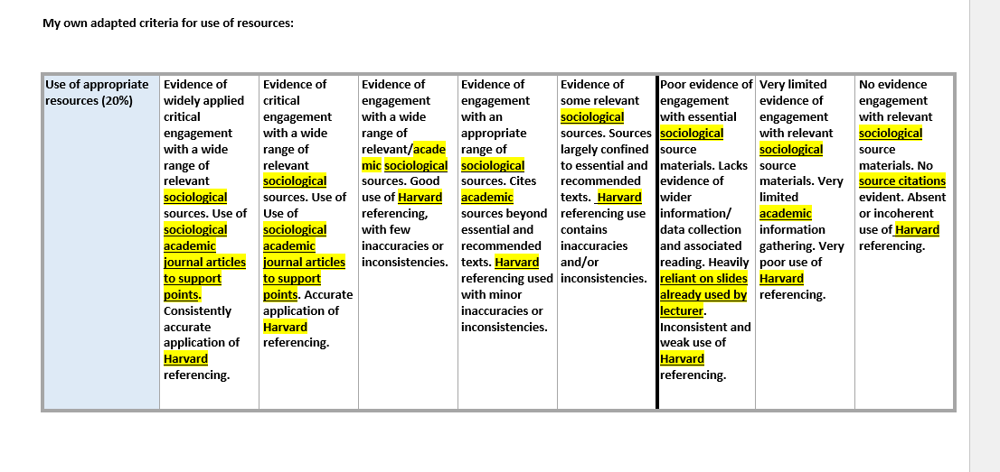 My own adapted criteria for use of resources:
Use of appropriate
resources (20%)
Evidence of
widely applied
critical
engagement
with a wide
range of
relevant
sociological
sources. Use of
sociological
academic
journal articles
to support
points.
Consistently
accurate
application of
Harvard
referencing.
Evidence of
critical
engagement
with a wide
range of
relevant
sociological
sources. Use of
Use of
sociological
academic
journal articles
to support
points. Accurate
application of
Harvard
referencing.
Evidence of
engagement
with a wide
range of
relevant/acade
mic sociological
sources. Good
use of Harvard
referencing,
with few
inaccuracies or
inconsistencies.
Evidence of
engagement
with an
appropriate
range of
sociological
sources. Cites
academic
sources beyond
essential and
recommended
texts. Harvard
referencing used
with minor
inaccuracies or
inconsistencies.
Evidence of
some relevant
sociological
sources. Sources
largely confined
to essential and
recommended
texts. Harvard
referencing use
contains
inaccuracies
and/or
inconsistencies.
Poor evidence of
engagement
with essential
sociological
source
materials. Lacks
evidence of
wider
information/
data collection
and associated
reading. Heavily
reliant on slides
already used by
lecturer.
Inconsistent and
weak use of
Harvard
referencing.
Very limited
evidence of
engagement
with relevant
sociological
source
materials. Very
limited
academic
information
gathering. Very
poor use of
Harvard
referencing.
No evidence
engagement
with relevant
sociological
source
materials. No
source citations
evident. Absent
or incoherent
use of Harvard
referencing.